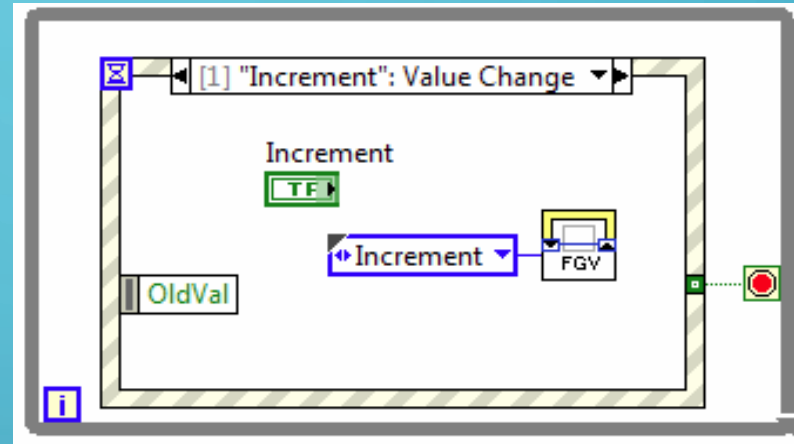 [1] "Increment": Value Change
Increment
TF
Increment
FGV
OldVal
i